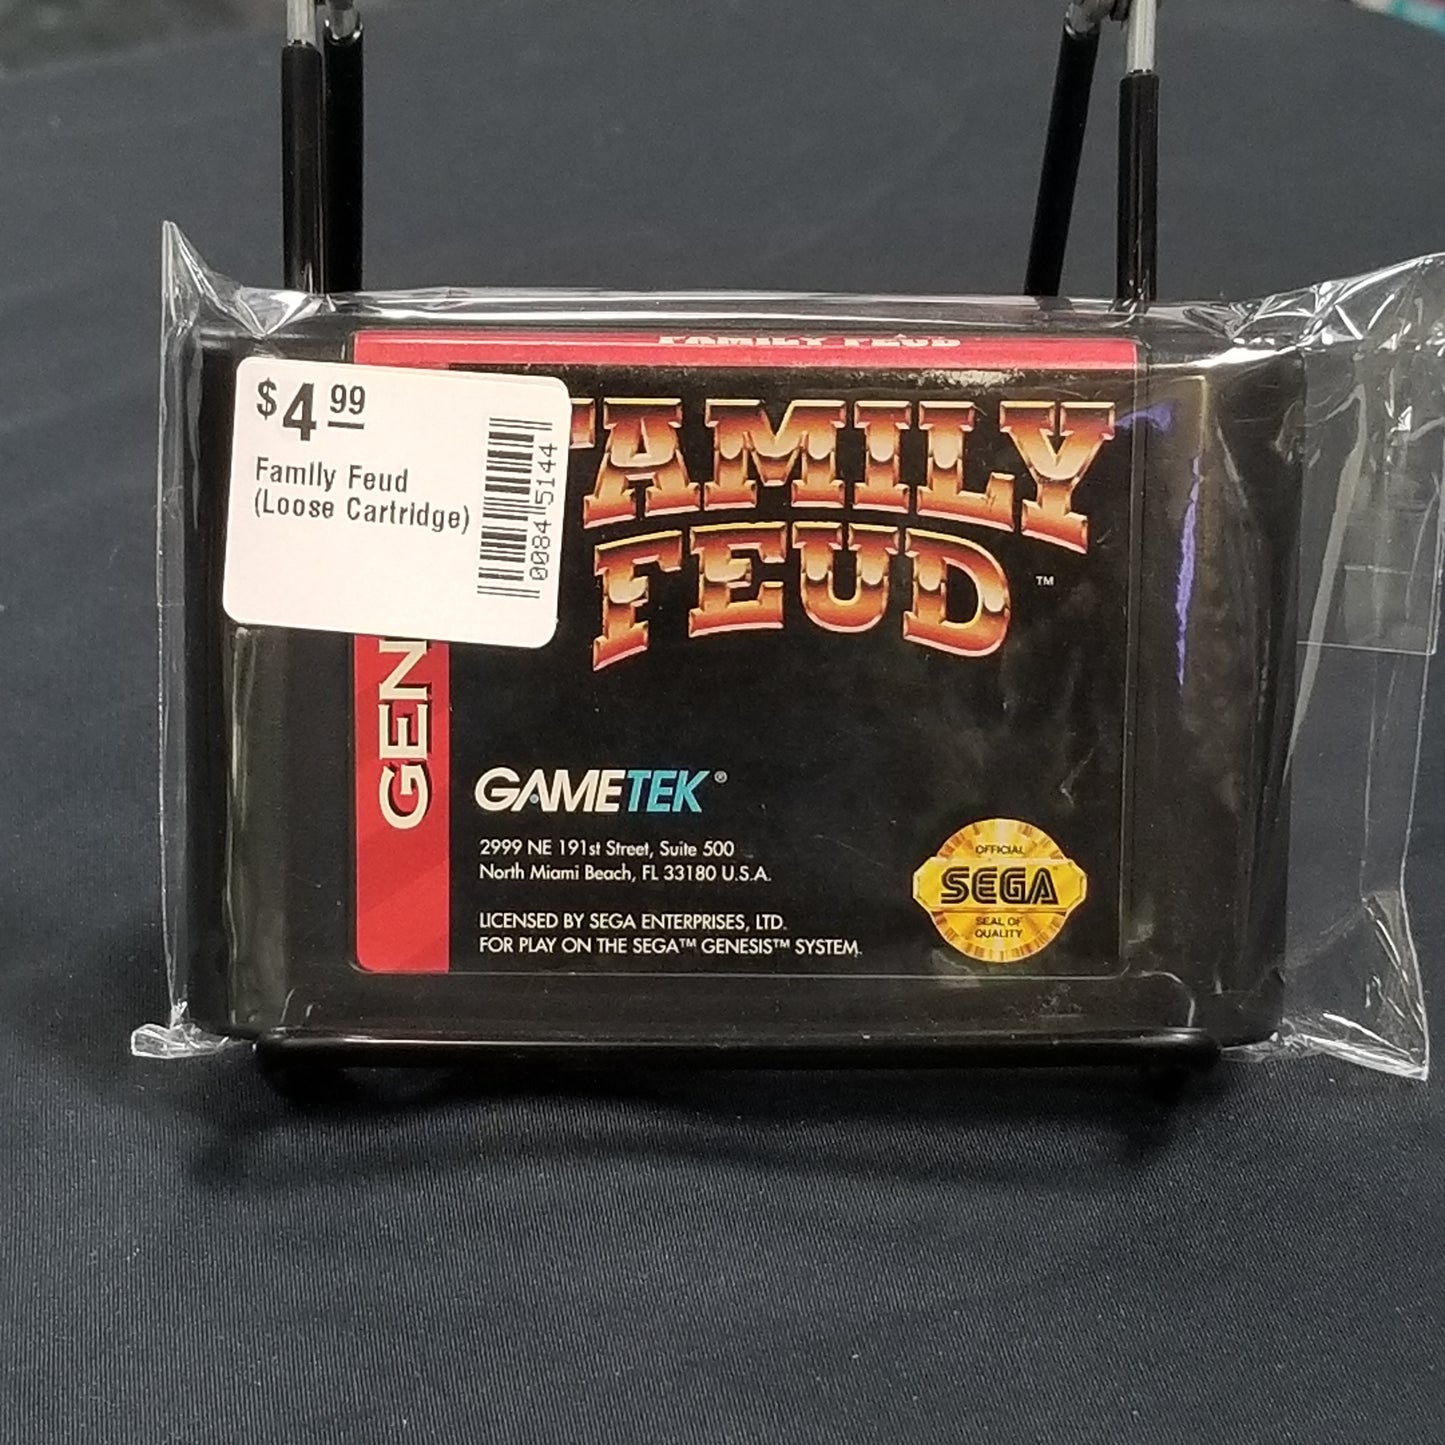 FAMILY FEUD
$4.99
Family Feud
(Loose Cartridge)
00845144
FAMILY
FEUD
TM
GEN
GAMETEK®
2999 NE 191st Street, Suite 500
North Miami Beach, FL 33180 U.S.A.
LICENSED BY SEGA ENTERPRISES, LTD.
FOR PLAY ON THE SEGA™ GENESIS™ SYSTEM.
OFFICIAL
SEGA
SEAL OF
QUALITY